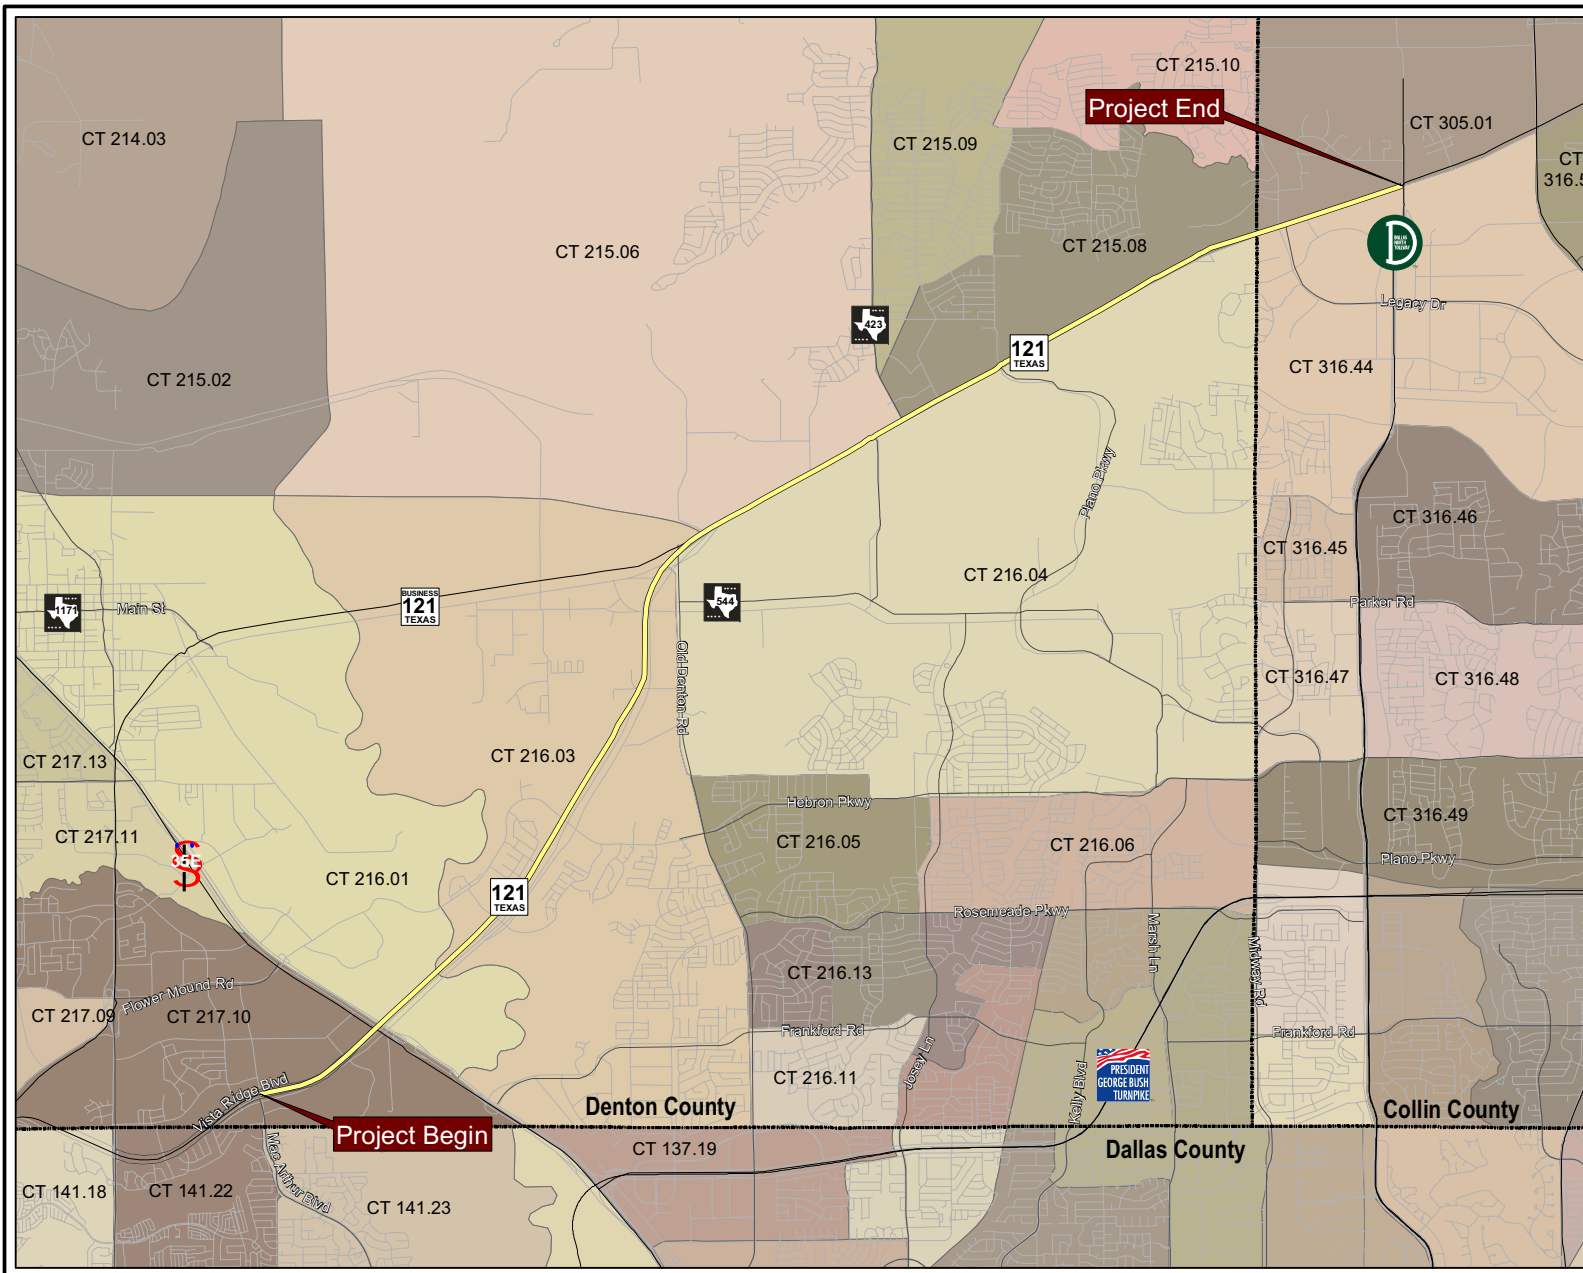 CT 215.10
Project End
CT 305.01
CT 214.03
CT 215.09
CT
316.5
CT 215.06
CT 215.08
DALLAS
NORTH
TOLLWAY
D
Legacy Dr
423
121
TEXAS
CT 316.44
CT 215.02
Plano Pkwy
CT 316.46
CT 316.45
CT 216.04
BUSINESS
121
TEXAS
544
1171
Main St
Parker Rd
Old Denton Rd
CT 316.47
CT 316.48
CT 216.03
CT 217.13
Hebron Pkwy
CT 316.49
CT 217.11
CT 216.05
CT 216.06
Plano Pkwy
35E
CT 216.01
121
TEXAS
Rosemeade Pkwy
Marsh Ln
Midway Rd
CT 216.13
Flower Mound Rd
CT 217.09
CT 217.10
Frankford Rd
Frankford Rd
Josey Ln
PRESIDENT
GEORGE BUSH
TURNPIKE
CT 216.11
Kelly Blvd
Vista Ridge Blvd
Denton County
Collin County
Project Begin
CT 137.19
Dallas County
Mac Arthur Blvd
CT 141.18
CT 141.22
CT 141.23